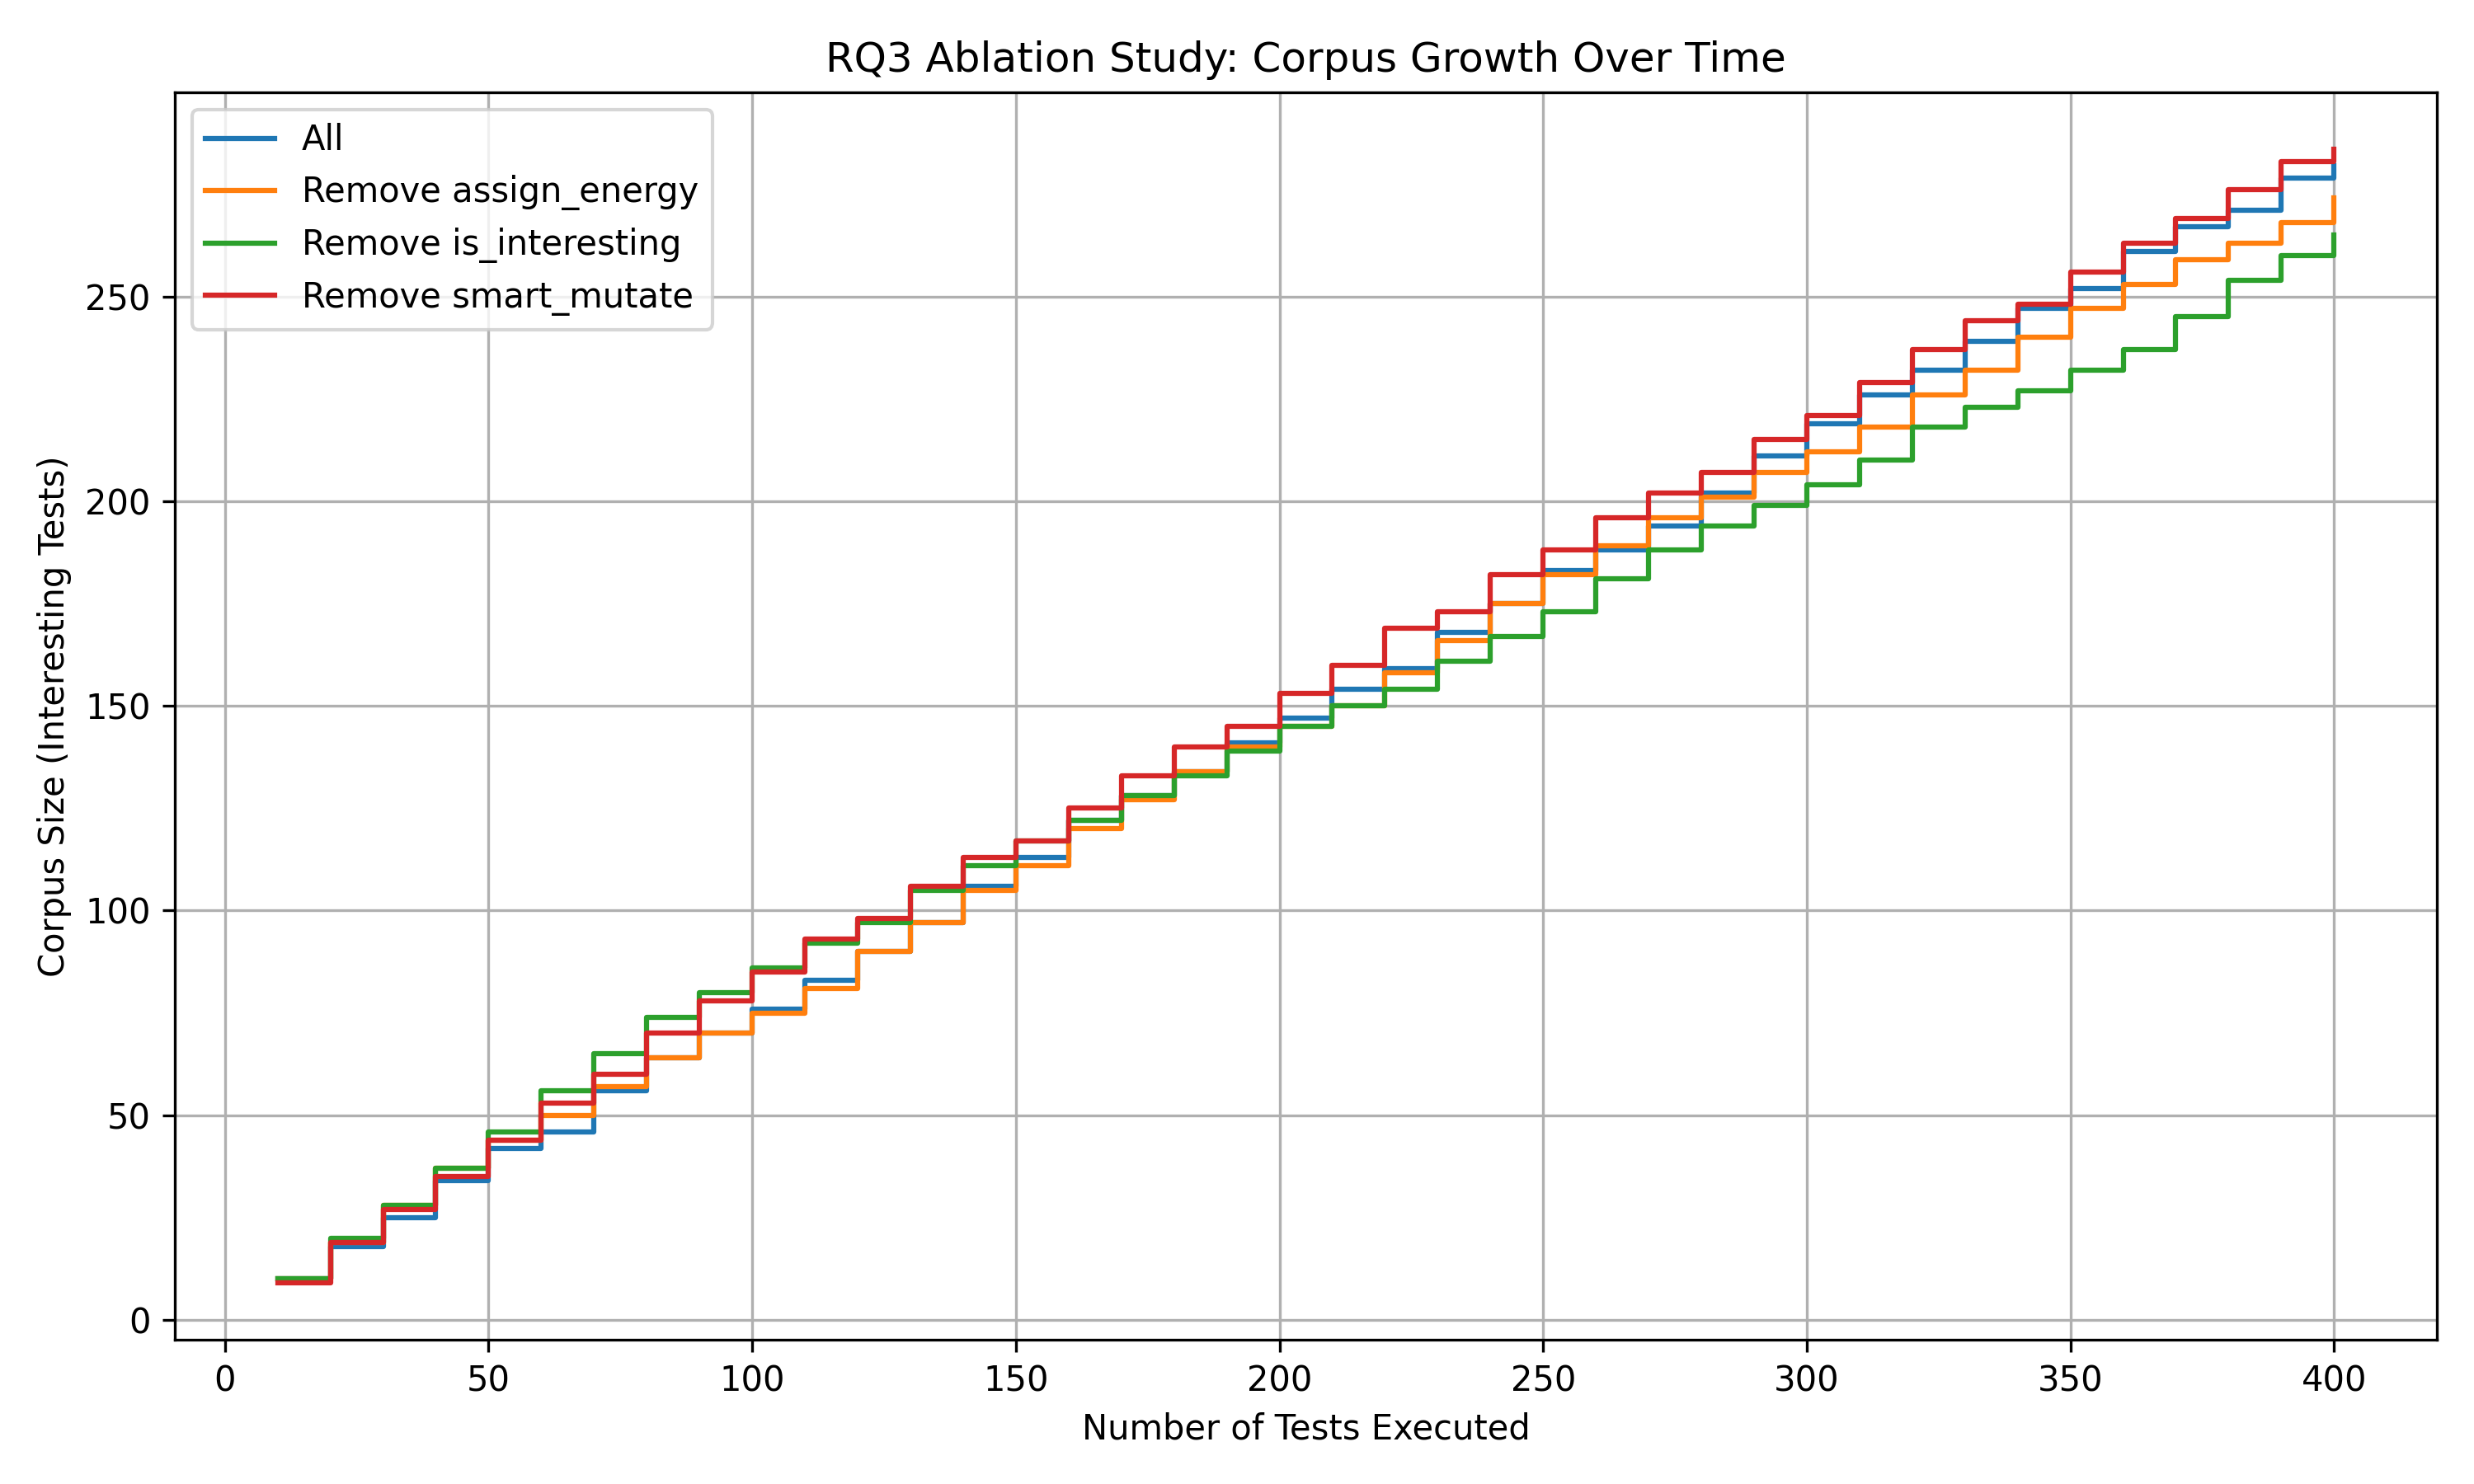 RQ3 Ablation Study: Corpus Growth Over Time
All
Remove assign_energy
Remove is_interesting
Remove smart_mutate
Corpus Size (Interesting Tests)
250
200
150
100
50
0
0 50 100 150 200 250 300 350 400
Number of Tests Executed